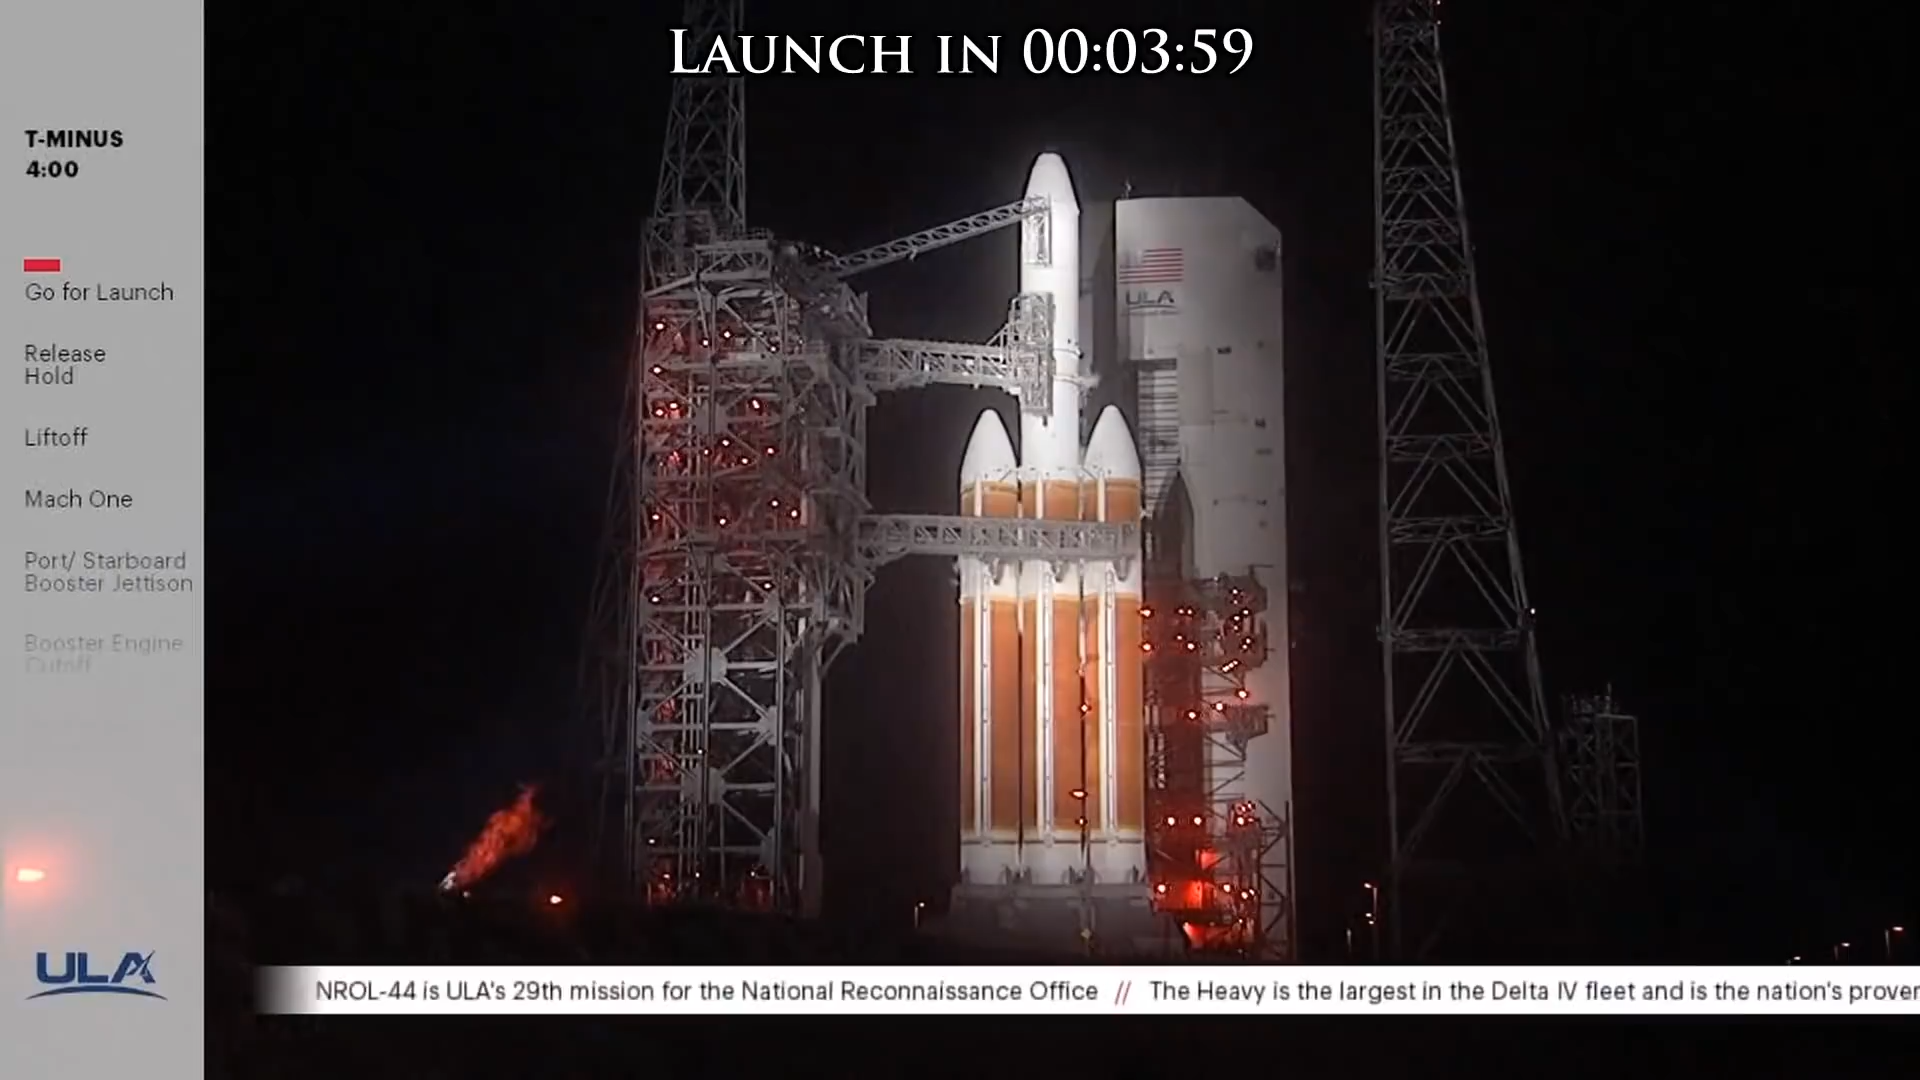 LAUNCH IN 00:03:59
T-MINUS
4:00
Go for Launch
Release
Hold
Liftoff
Mach One
Port/ Starboard
Booster Jettison
Booster Engine
Cutoff
ULA
ULA
NROL-44 is ULA's 29th mission for the National Reconnaissance Office // The Heavy is the largest in the Delta IV fleet and is the nation's proven